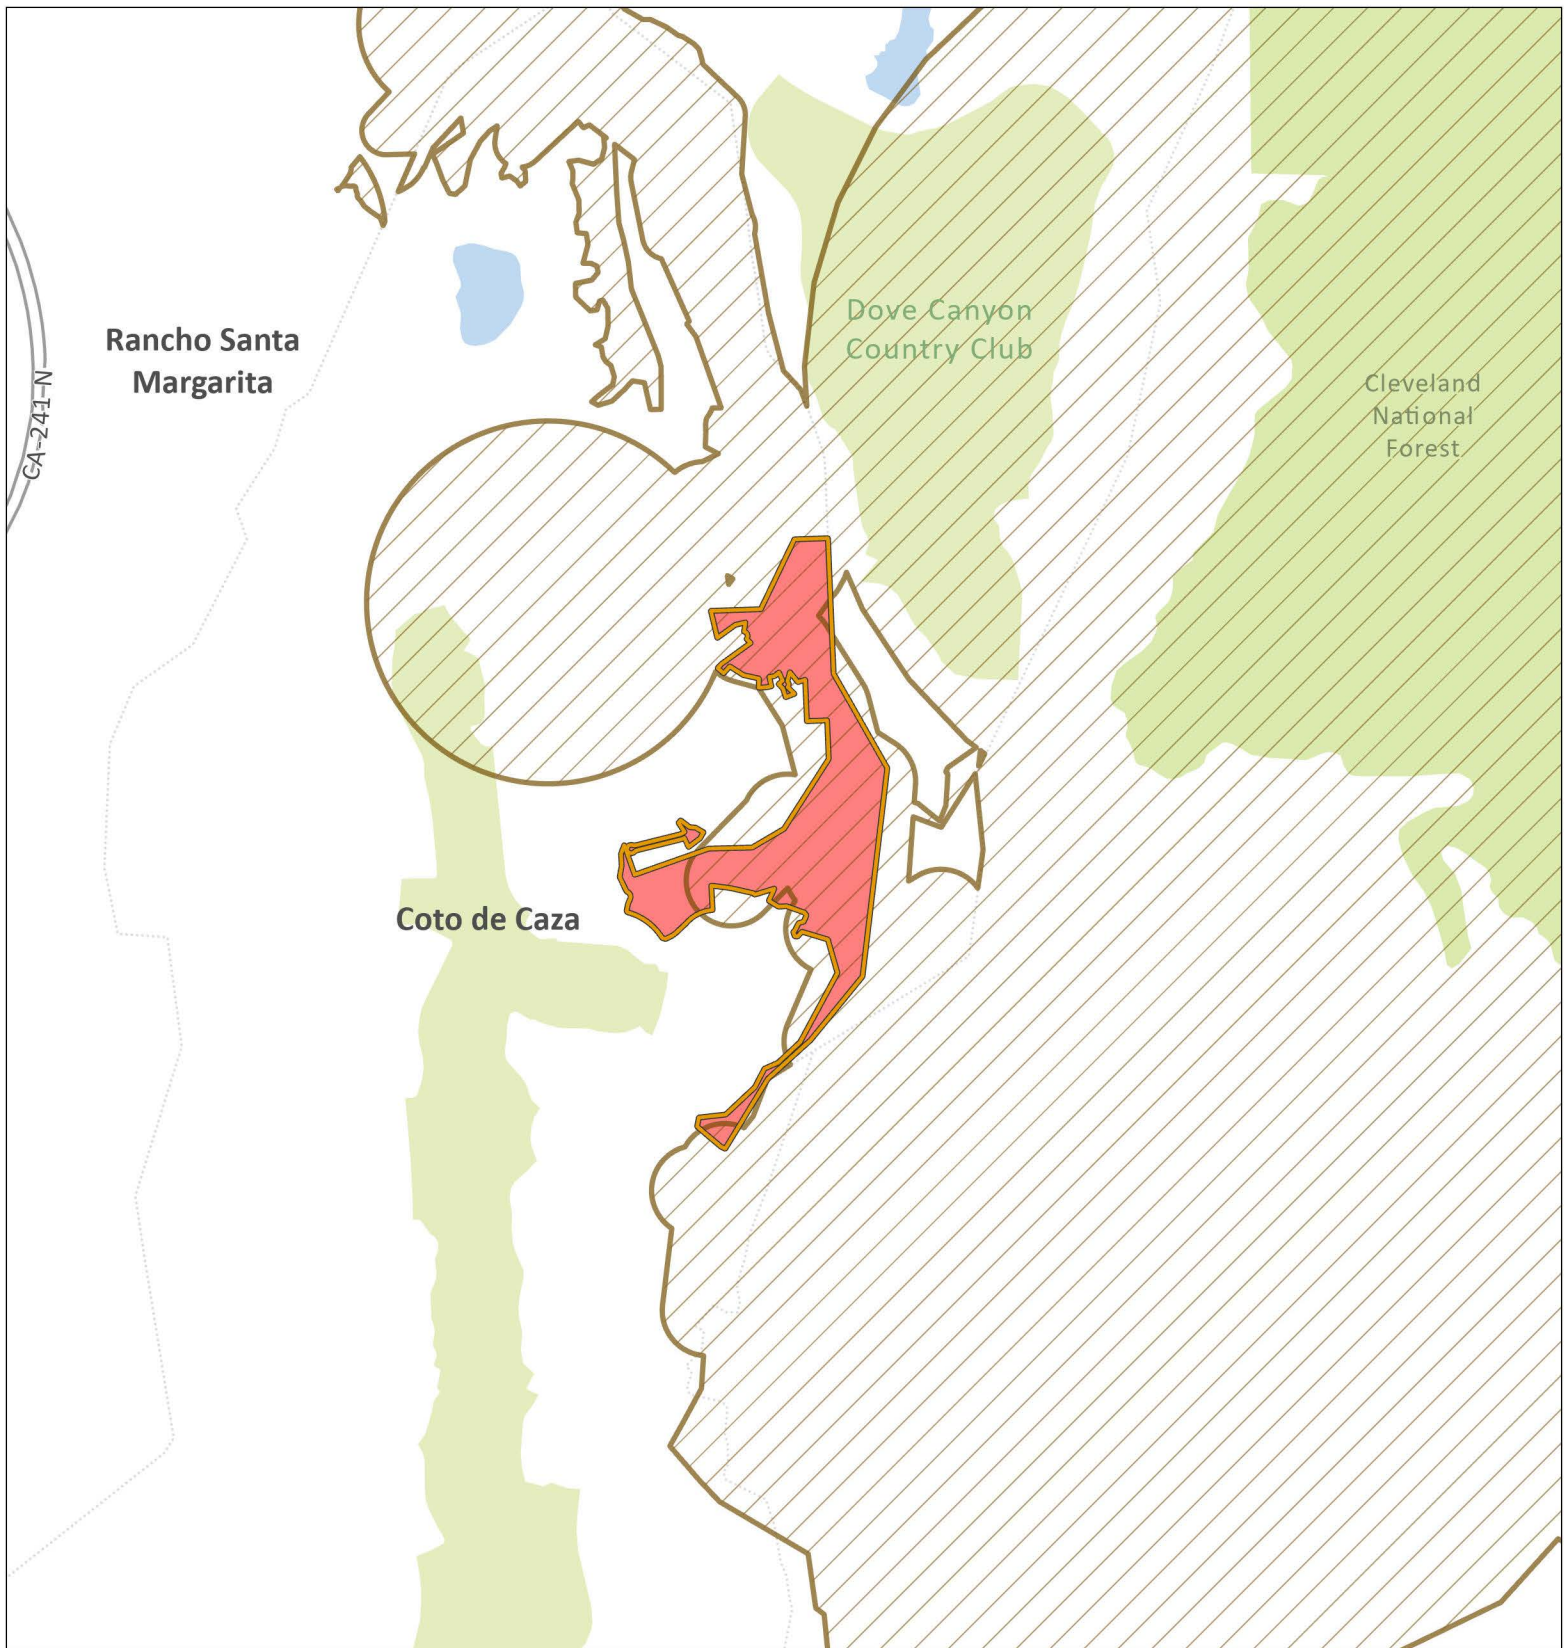 Dove Canyon
Country Club
Rancho Santa
Margarita
Cleveland
National
Forest
CA-241-N
Coto de Caza